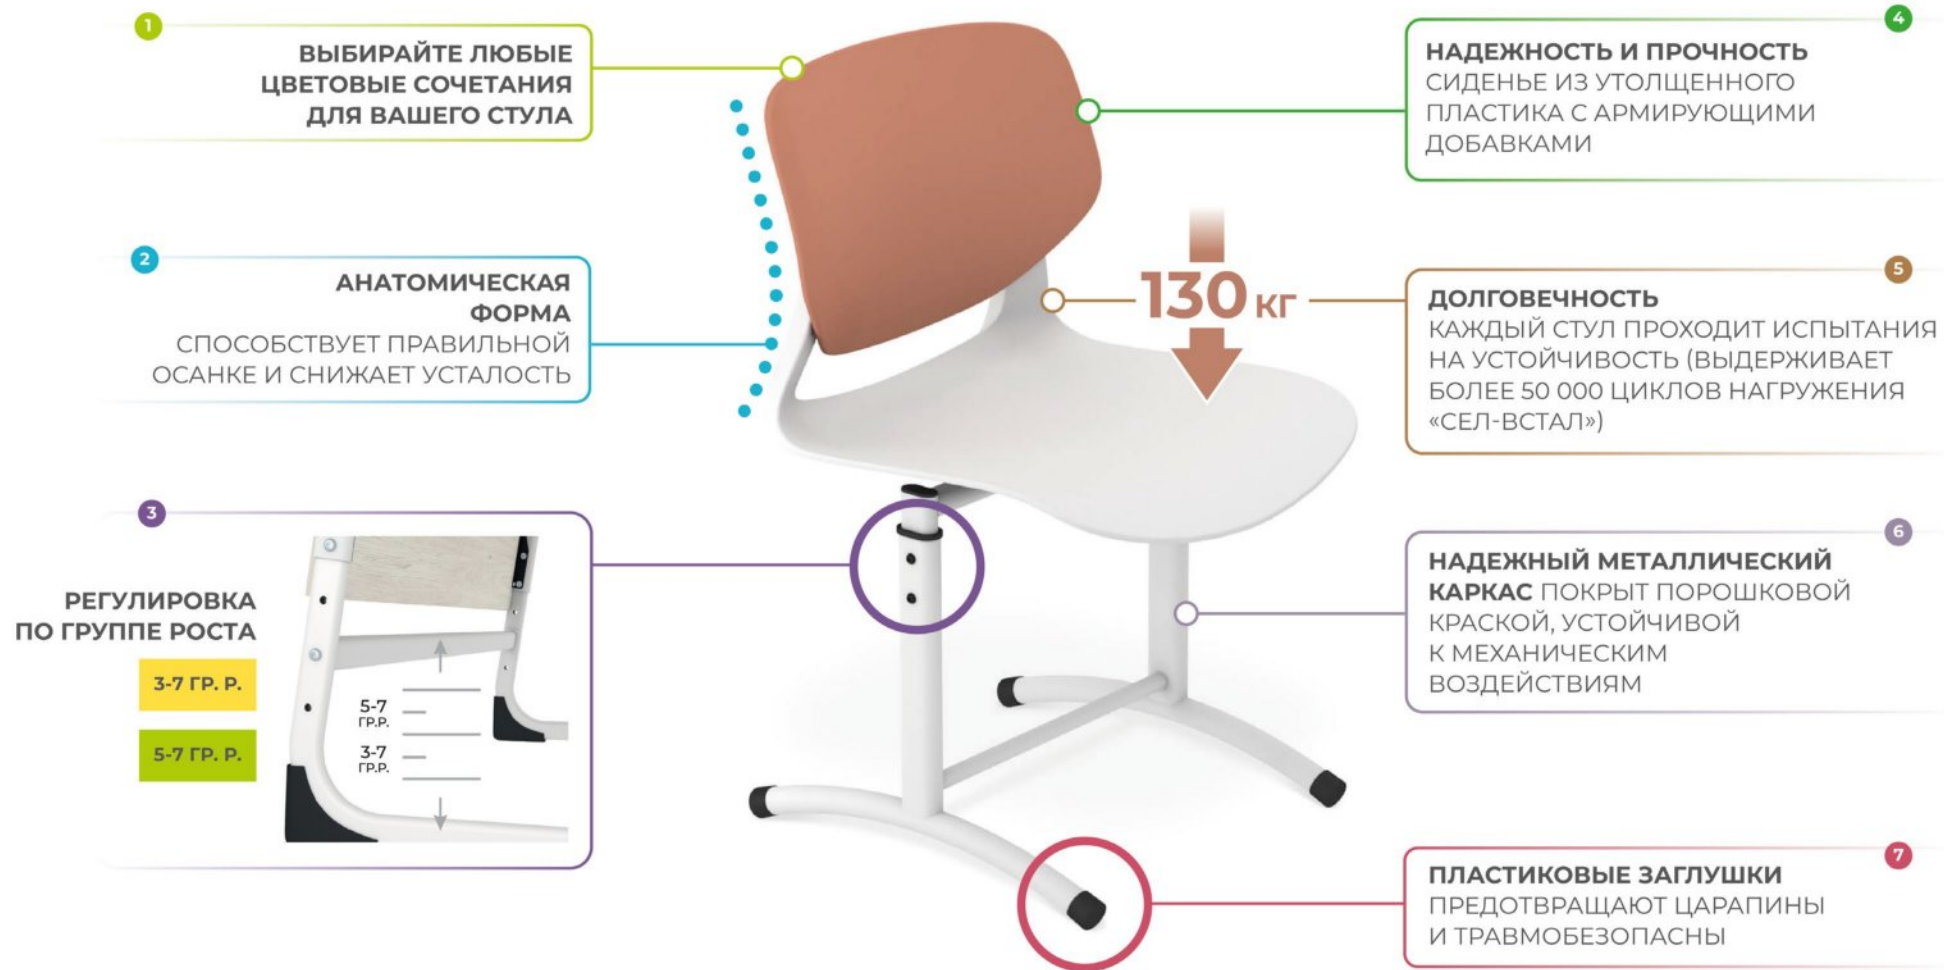 1
ВЫБИРАЙТЕ ЛЮБЫЕ
ЦВЕТОВЫЕ СОЧЕТАНИЯ
ДЛЯ ВАШЕГО СТУЛА
2
АНАТОМИЧЕСКАЯ
ФОРМА
СПОСОБСТВУЕТ ПРАВИЛЬНОЙ
ОСАНКЕ И СНИЖАЕТ УСТАЛОСТЬ
3
РЕГУЛИРОВКА
ПО ГРУППЕ РОСТА
3-7 ГР. Р.
5-7 ГР. Р.
5-7
ГР.Р.
3-7
ГР.Р.
130 КГ
4
НАДЕЖНОСТЬ И ПРОЧНОСТЬ
СИДЕНЬЕ ИЗ УТОЛЩЕННОГО
ПЛАСТИКА С АРМИРУЮЩИМИ
ДОБАВКАМИ
5
ДОЛГОВЕЧНОСТЬ
КАЖДЫЙ СТУЛ ПРОХОДИТ ИСПЫТАНИЯ
НА УСТОЙЧИВОСТЬ (ВЫДЕРЖИВАЕТ
БОЛЕЕ 50 000 ЦИКЛОВ НАГРУЖЕНИЯ
«СЕЛ-ВСТАЛ»)
6
НАДЕЖНЫЙ МЕТАЛЛИЧЕСКИЙ
КАРКАС ПОКРЫТ ПОРОШКОВОЙ
КРАСКОЙ, УСТОЙЧИВОЙ
К МЕХАНИЧЕСКИМ
ВОЗДЕЙСТВИЯМ
7
ПЛАСТИКОВЫЕ ЗАГЛУШКИ
ПРЕДОТВРАЩАЮТ ЦАРАПИНЫ
И ТРАВМОБЕЗОПАСНЫ